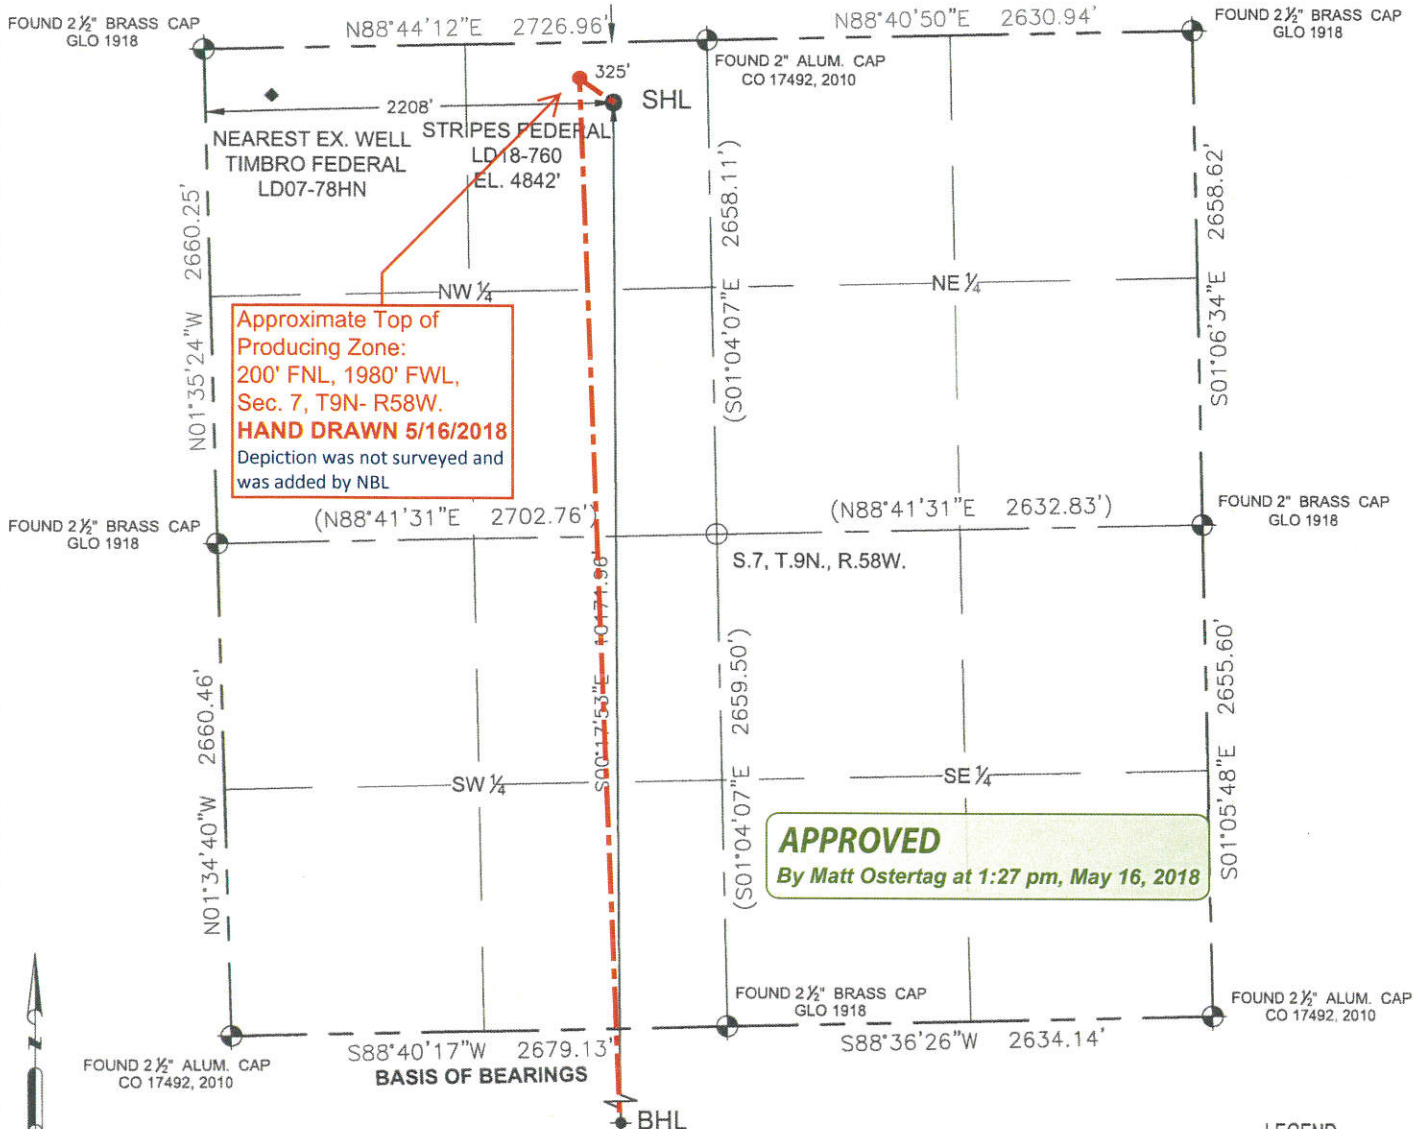 FOUND 2½" BRASS CAP
GLO 1918
N88°44'12"E 2726.96'
N88°40'50"E 2630.94'
FOUND 2½" BRASS CAP
GLO 1918
FOUND 2" ALUM. CAP
CO 17492, 2010
325'
SHL
2208'
NEAREST EX. WELL
TIMBRO FEDERAL
LD07-78HN
STRIPES FEDERAL
LD18-760
EL. 4842'
N01°35'24"W 2660.25'
(S01°04'07"E 2658.11')
S01°06'34"E 2658.62'
NW ¼
NE ¼
Approximate Top of
Producing Zone:
200' FNL, 1980' FWL,
Sec. 7, T9N- R58W.
HAND DRAWN 5/16/2018
Depiction was not surveyed and
was added by NBL
FOUND 2½" BRASS CAP
GLO 1918
(N88°41'31"E 2702.76')
(N88°41'31"E 2632.83')
FOUND 2" BRASS CAP
GLO 1918
S.7, T.9N., R.58W.
S00°17'53"E 10171.96'
N01°34'40"W 2660.46'
(S01°04'07"E 2659.50')
S01°05'48"E 2655.60'
SW ¼
SE ¼
APPROVED
By Matt Ostertag at 1:27 pm, May 16, 2018
FOUND 2½" BRASS CAP
GLO 1918
FOUND 2½" ALUM. CAP
CO 17492, 2010
S88°40'17"W 2679.13'
BASIS OF BEARINGS
S88°36'26"W 2634.14'
FOUND 2½" ALUM. CAP
CO 17492, 2010
N
BHL
LEGEND